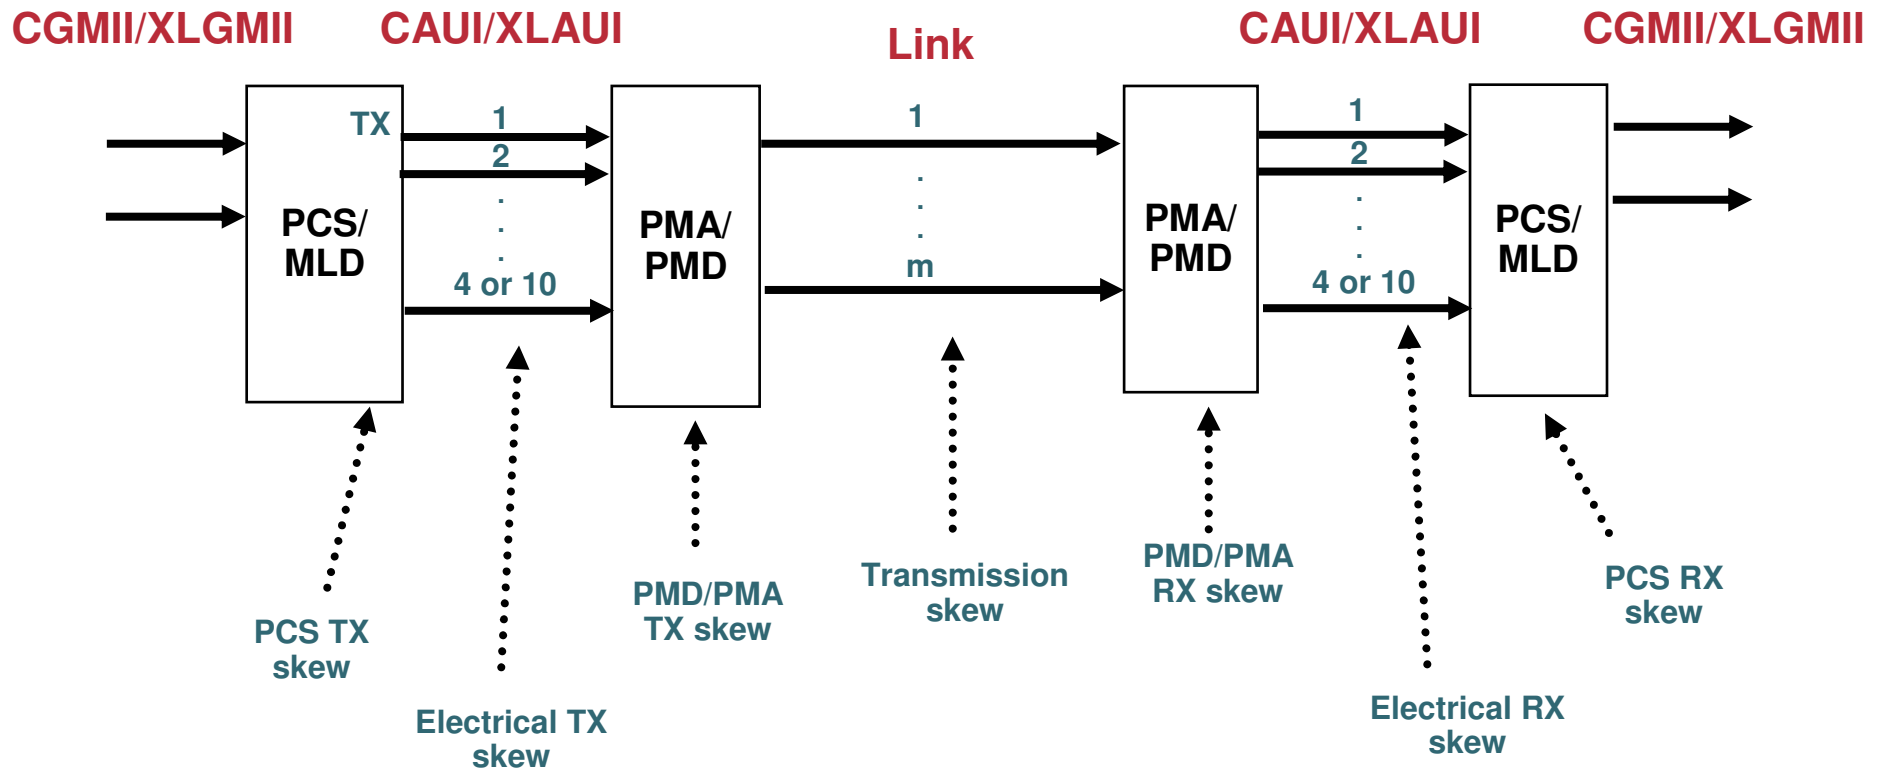 CGMII/XLGMII
CAUI/XLAUI
Link
CAUI/XLAUI
CGMII/XLGMII
TX
1
2
.
.
.
4 or 10
PCS/
MLD
PMA/
PMD
1
.
.
.
m
PMA/
PMD
1
2
.
.
.
4 or 10
PCS/
MLD
PCS TX
skew
Electrical TX
skew
PMD/PMA
TX skew
Transmission
skew
PMD/PMA
RX skew
Electrical RX
skew
PCS RX
skew